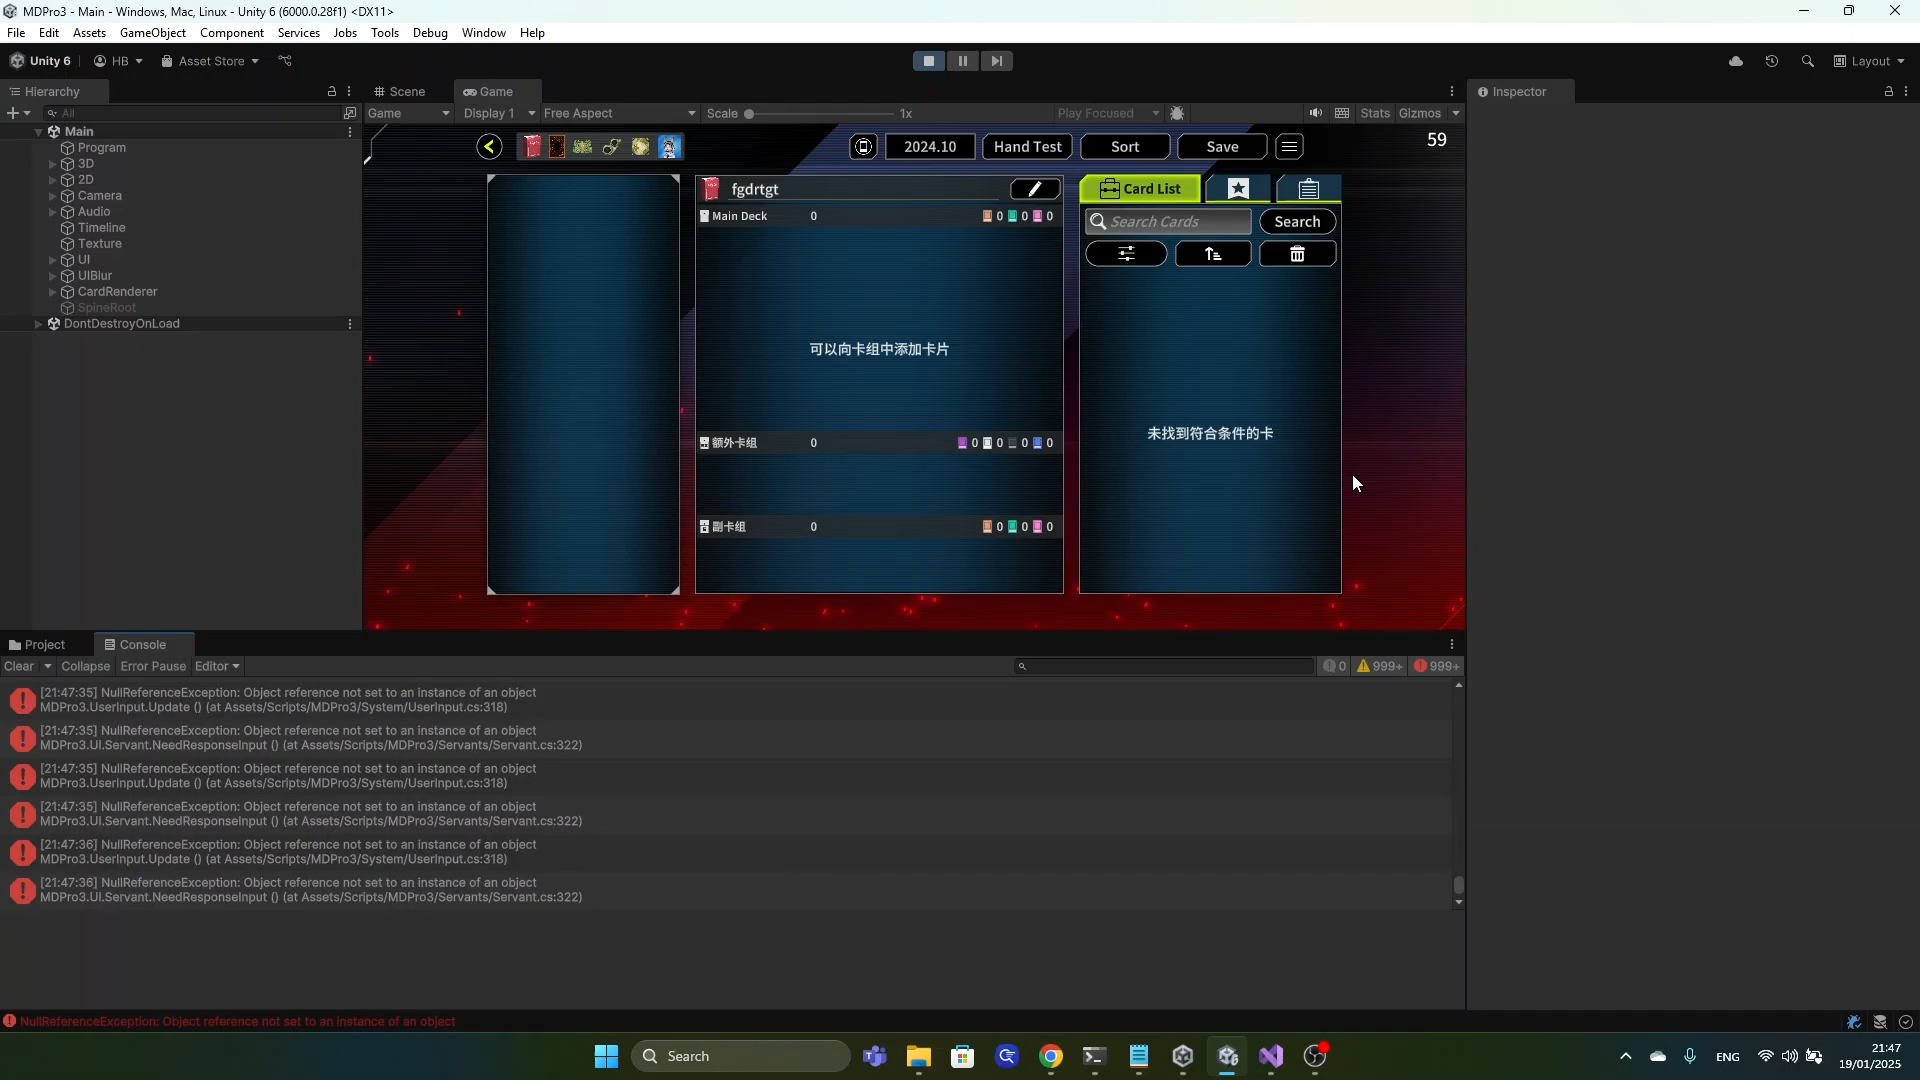 MDPro3 - Main - Windows, Mac, Linux - Unity 6 (6000.0.28f1) <DX11>
File Edit Assets GameObject Component Services Jobs Tools Debug Window Help
Unity 6 HB Asset Store Layout
Hierarchy Scene Game Inspector
All Game Display 1 Free Aspect Scale 1x Play Focused Stats Gizmos
Main
Program
3D
2D
Camera
Audio
Timeline
Texture
UI
UIBlur
CardRenderer
SpineRoot
DontDestroyOnLoad
2024.10 Hand Test Sort Save 59
fgdrtgt
Main Deck 0 0 0 0
可以向卡组中添加卡片
额外卡组 0 0 0 0 0
副卡组 0 0 0 0
Card List
Search Cards Search
未找到符合条件的卡
Project Console
Clear Collapse Error Pause Editor 0 999+ 999+
[21:47:35] NullReferenceException: Object reference not set to an instance of an object
MDPro3.UserInput.Update () (at Assets/Scripts/MDPro3/System/UserInput.cs:318)
[21:47:35] NullReferenceException: Object reference not set to an instance of an object
MDPro3.UI.Servant.NeedResponseInput () (at Assets/Scripts/MDPro3/Servants/Servant.cs:322)
[21:47:35] NullReferenceException: Object reference not set to an instance of an object
MDPro3.UserInput.Update () (at Assets/Scripts/MDPro3/System/UserInput.cs:318)
[21:47:35] NullReferenceException: Object reference not set to an instance of an object
MDPro3.UI.Servant.NeedResponseInput () (at Assets/Scripts/MDPro3/Servants/Servant.cs:322)
[21:47:36] NullReferenceException: Object reference not set to an instance of an object
MDPro3.UserInput.Update () (at Assets/Scripts/MDPro3/System/UserInput.cs:318)
[21:47:36] NullReferenceException: Object reference not set to an instance of an object
MDPro3.UI.Servant.NeedResponseInput () (at Assets/Scripts/MDPro3/Servants/Servant.cs:322)
NullReferenceException: Object reference not set to an instance of an object
Search ENG 21:47
19/01/2025